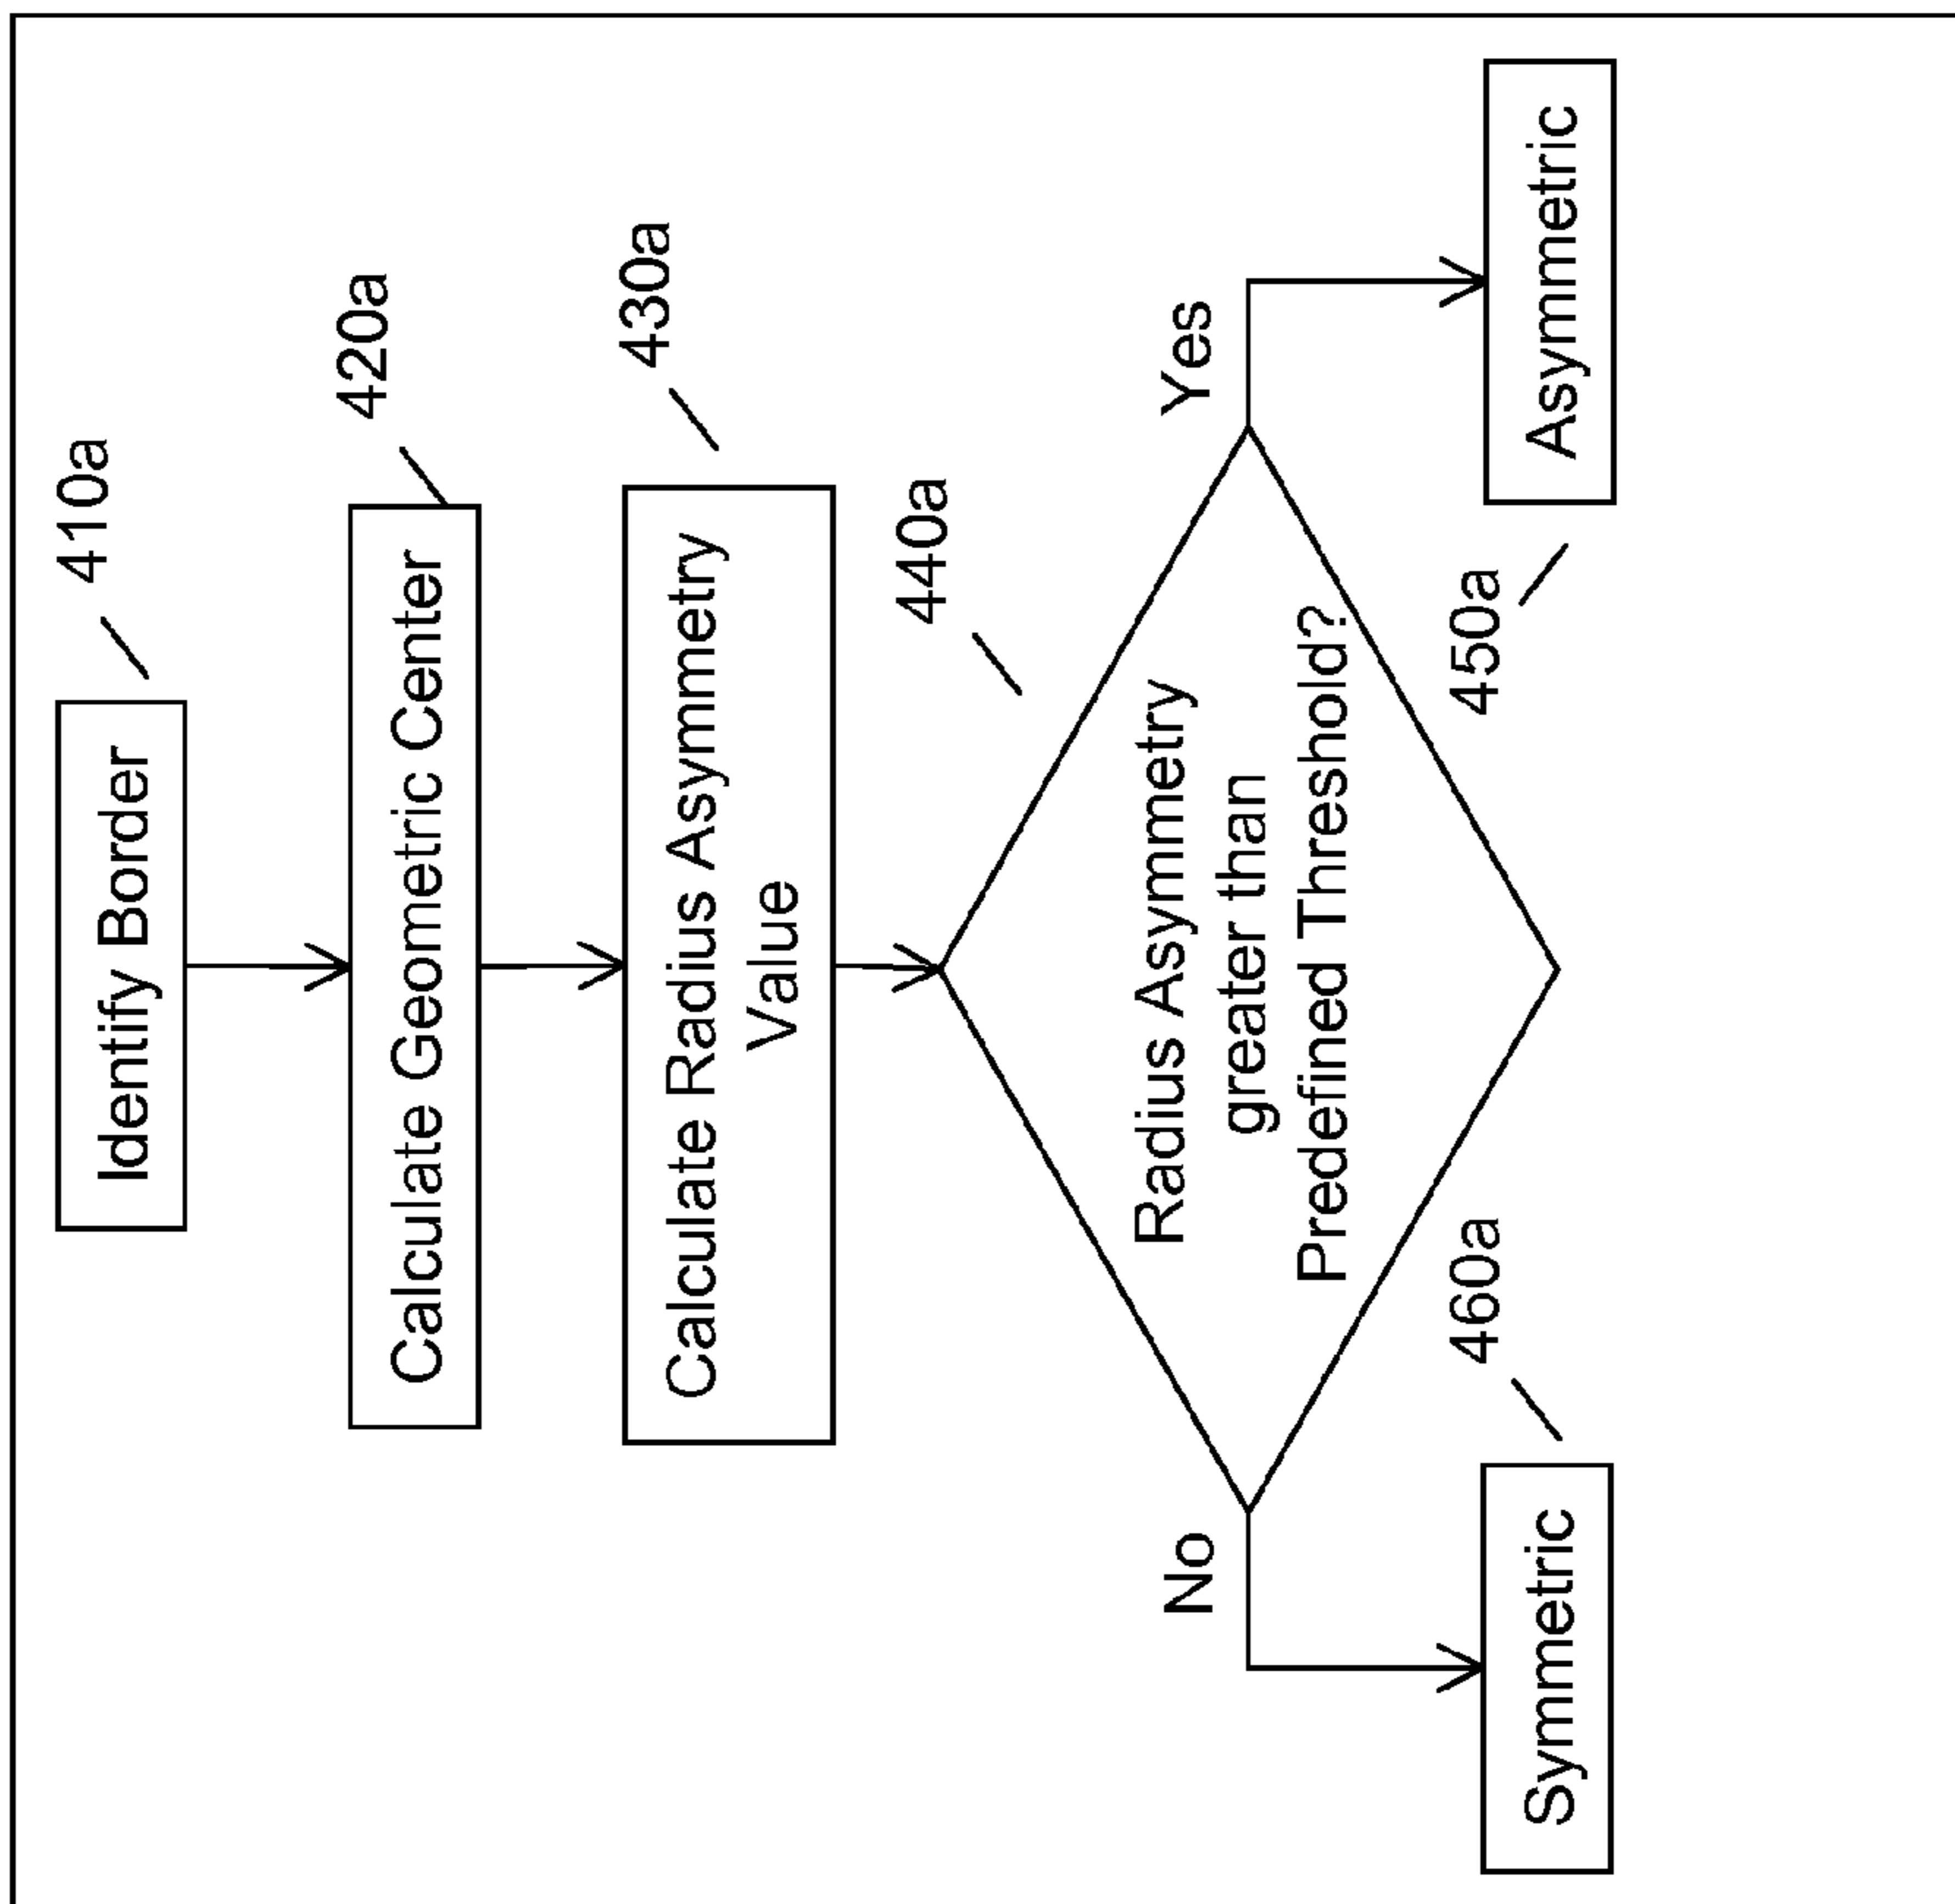 Identify Border
410a
Calculate Geometric Center
420a
Calculate Radius Asymmetry
Value
430a
440a
Radius Asymmetry
greater than
Predefined Threshold?
No
Yes
460a
450a
Symmetric
Asymmetric